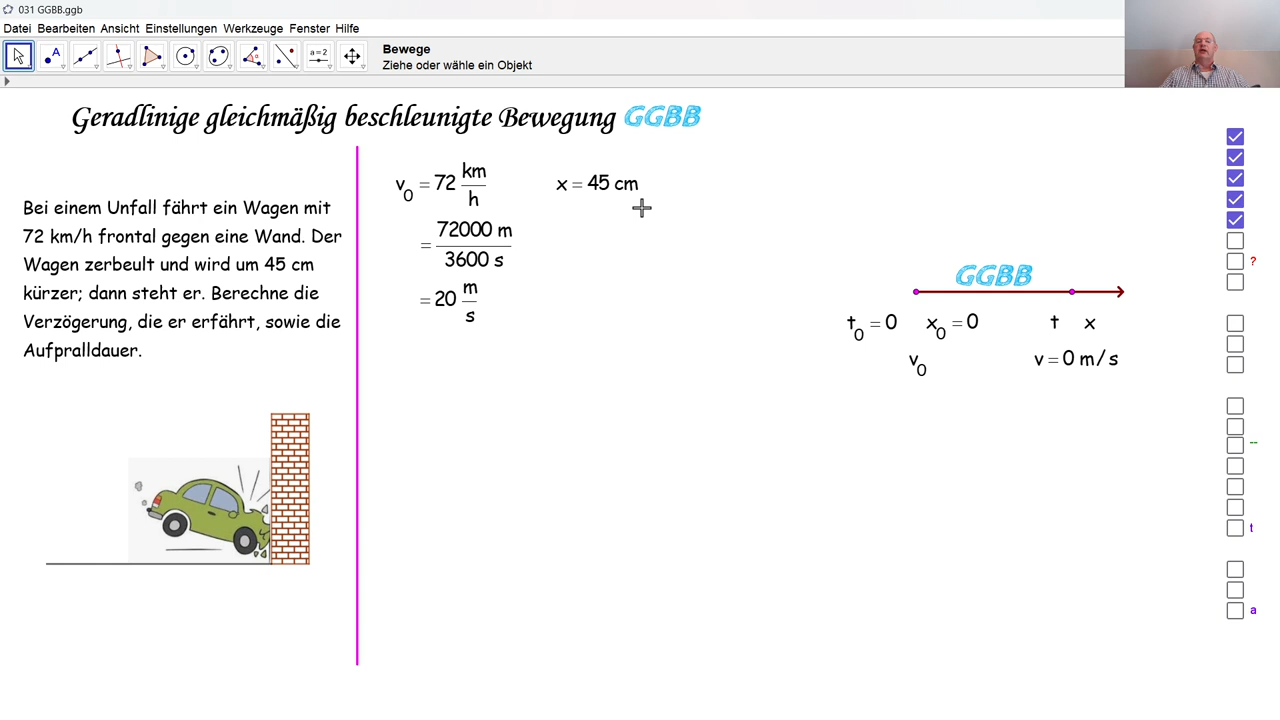 031 GGBB.ggb
Datei Bearbeiten Ansicht Einstellungen Werkzeuge Fenster Hilfe
A
a=2
Bewege
Ziehe oder wähle ein Objekt
Geradlinige gleichmäßig beschleunigte Bewegung GGBB
Bei einem Unfall fährt ein Wagen mit
72 km/h frontal gegen eine Wand. Der
Wagen zerbeult und wird um 45 cm
kürzer; dann steht er. Berechne die
Verzögerung, die er erfährt, sowie die
Aufpralldauer.
v₀ = 72 km/h
x = 45 cm
= 72000 m / 3600 s
= 20 m/s
GGBB
t₀ = 0 x₀ = 0 t x
v₀ v = 0 m/s
?
--
t
a